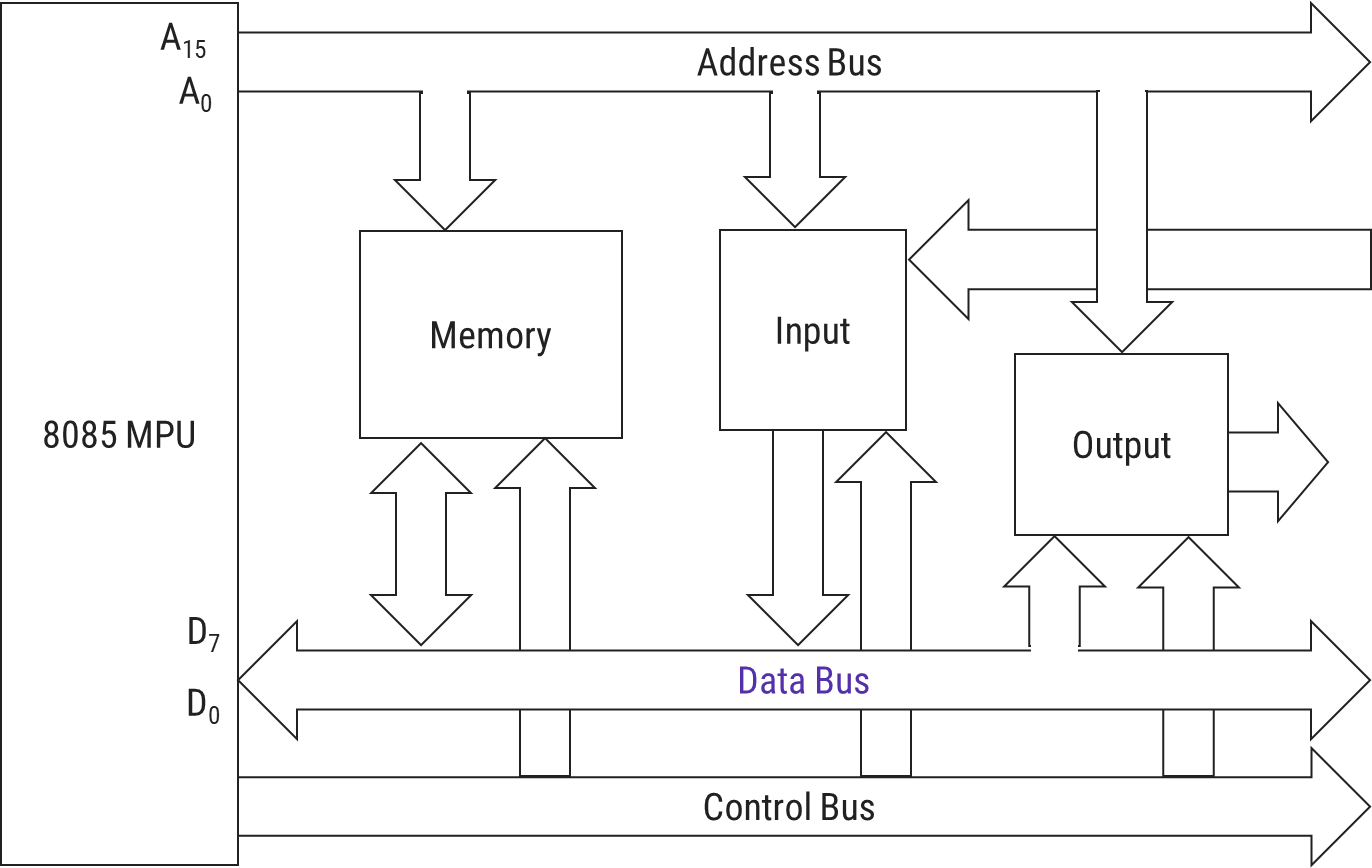 A15
Address Bus
A0
Memory
Input
8085 MPU
Output
D7
Data Bus
D0
Control Bus